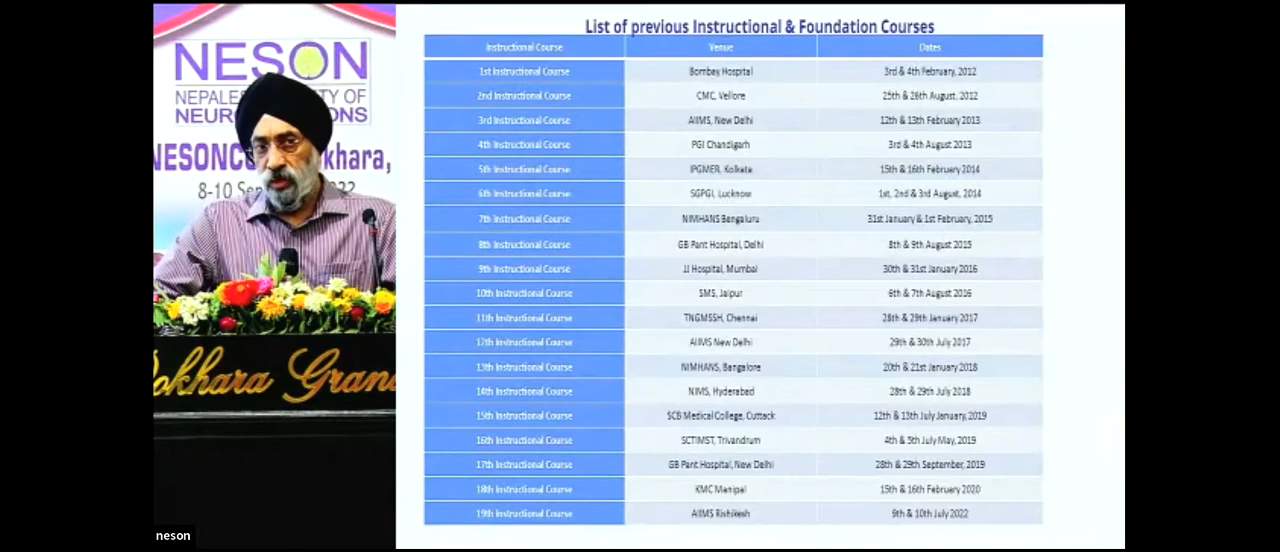 NESON
NEPALES TY OF
NEUR ONS
NESONC khara,
8-10 Sep 2022
okhara Gran
neson
List of previous Instructional & Foundation Courses
Instructional Course Venue Dates
1st Instructional Course Bombay Hospital 3rd & 4th February, 2012
2nd Instructional Course CMC, Vellore 25th & 26th August, 2012
3rd Instructional Course AIIMS, New Delhi 12th & 13th February 2013
4th Instructional Course PGI Chandigarh 3rd & 4th August 2013
5th Instructional Course IPGMER, Kolkata 15th & 16th February 2014
6th Instructional Course SGPGI, Lucknow 1st, 2nd & 3rd August, 2014
7th Instructional Course NIMHANS Bengaluru 31st January & 1st February, 2015
8th Instructional Course GB Pant Hospital, Delhi 8th & 9th August 2015
9th Instructional Course JJ Hospital, Mumbai 30th & 31st January 2016
10th Instructional Course SMS, Jaipur 6th & 7th August 2016
11th Instructional Course TNGMSSH, Chennai 28th & 29th January 2017
12th Instructional Course AIIMS New Delhi 29th & 30th July 2017
13th Instructional Course NIMHANS, Bangalore 20th & 21st January 2018
14th Instructional Course NIMS, Hyderabad 28th & 29th July 2018
15th Instructional Course SCB Medical College, Cuttack 12th & 13th July January, 2019
16th Instructional Course SCTIMST, Trivandrum 4th & 5th July May, 2019
17th Instructional Course GB Pant Hospital, New Delhi 28th & 29th September, 2019
18th Instructional Course KMC Manipal 15th & 16th February 2020
19th Instructional Course AIIMS Rishikesh 9th & 10th July 2022